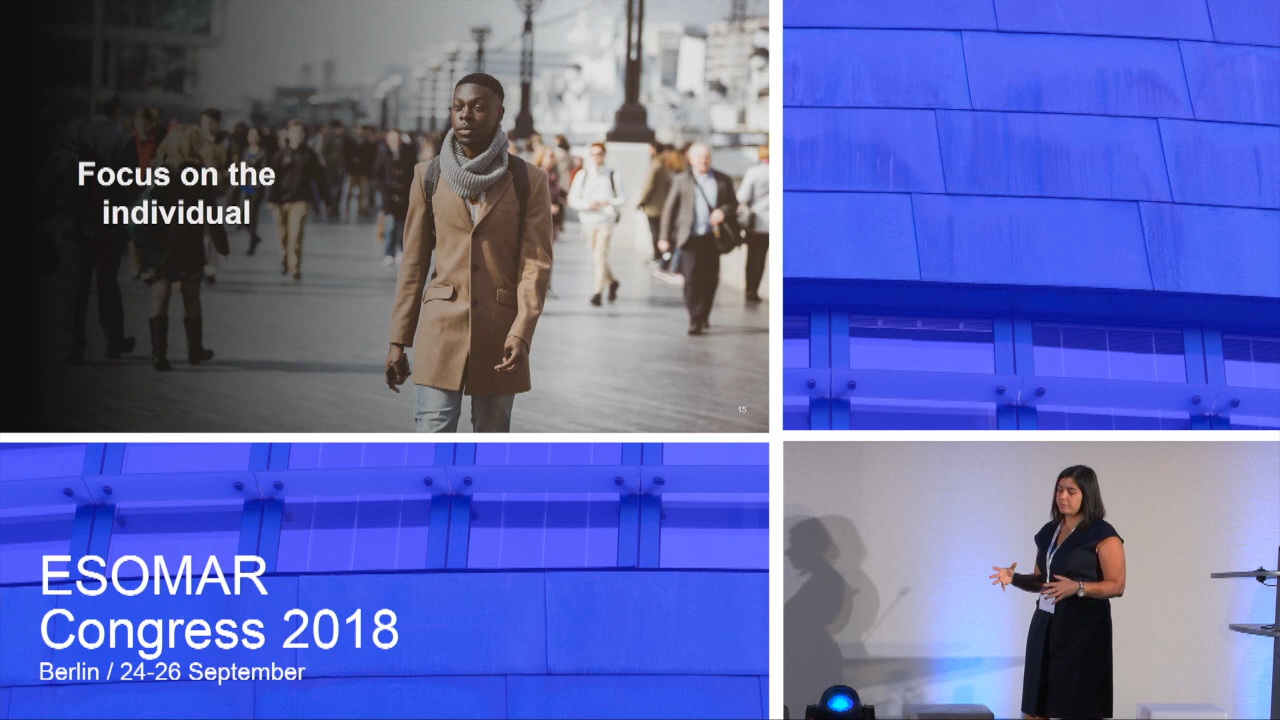 Focus on the
individual
15
ESOMAR
Congress 2018
Berlin / 24-26 September